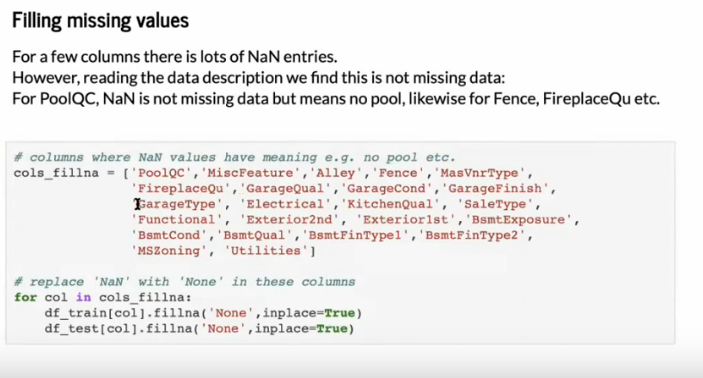 Filling missing values
For a few columns there is lots of NaN entries.
However, reading the data description we find this is not missing data:
For PoolQC, NaN is not missing data but means no pool, likewise for Fence, FireplaceQu etc.
# columns where NaN values have meaning e.g. no pool etc.
cols_fillna = ['PoolQC','MiscFeature','Alley','Fence','MasVnrType',
'FireplaceQu','GarageQual','GarageCond','GarageFinish',
'GarageType', 'Electrical','KitchenQual', 'SaleType',
'Functional', 'Exterior2nd', 'Exterior1st','BsmtExposure',
'BsmtCond','BsmtQual','BsmtFinType1','BsmtFinType2',
'MSZoning', 'Utilities']
# replace 'NaN' with 'None' in these columns
for col in cols_fillna:
df_train[col].fillna('None',inplace=True)
df_test[col].fillna('None',inplace=True)